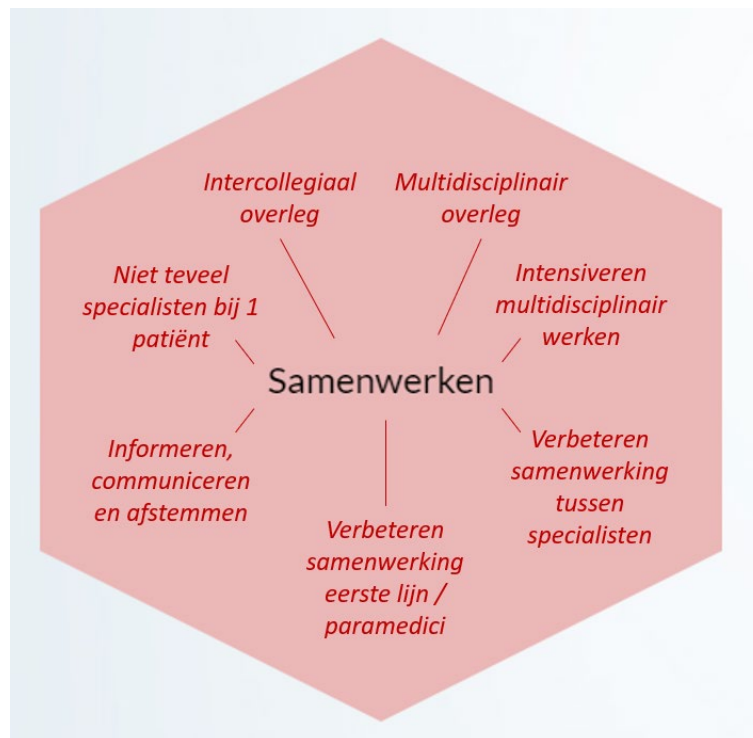 Intercollegiaal
overleg
Multidisciplinair
overleg
Niet teveel
specialisten bij 1
patiënt
Intensiveren
multidisciplinair
werken
Samenwerken
Informeren,
communiceren
en afstemmen
Verbeteren
samenwerking
tussen
specialisten
Verbeteren
samenwerking
eerste lijn /
paramedici